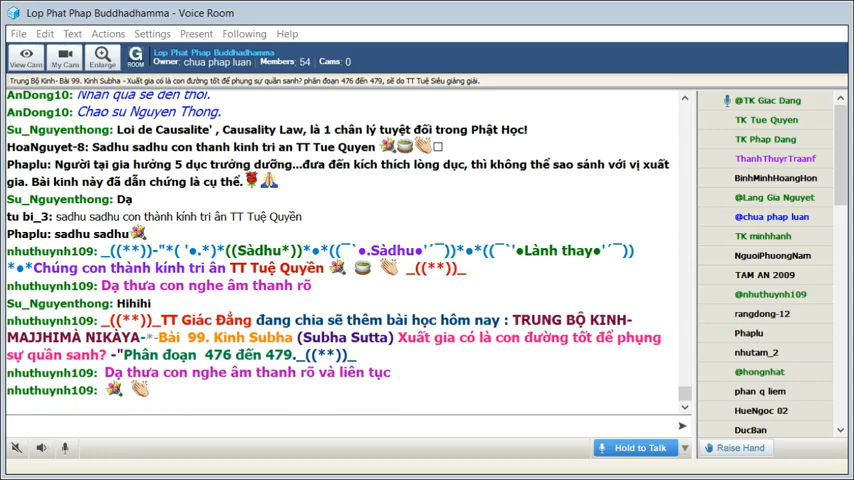 Lop Phat Phap Buddhadhamma - Voice Room
File Edit Text Actions Settings Present Following Help
View Cam My Cam Enlarge G ROOM
Lop Phat Phap Buddhadhamma
Owner: chua phap luan Members: 54 Cams: 0
Trung Bộ Kinh- Bài 99. Kinh Subha - Xuất gia có là con đường tốt để phụng sự quần sanh? phân đoạn 476 đến 479, sẽ do TT Tuệ Siêu giảng giải.
AnDong10: Nhan qua se den thoi.
AnDong10: Chao su Nguyen Thong.
Su_Nguyenthong: Loi de Causalite' , Causality Law, là 1 chân lý tuyệt đối trong Phật Học!
HoaNguyet-8: Sadhu sadhu con thanh kinh tri an TT Tue Quyen
Phaplu: Người tại gia hưởng 5 dục trưởng dưỡng...đưa đến kích thích lòng dục, thì không thể sao sánh với vị xuất
gia. Bài kinh này đã dẫn chứng là cụ thể.
Su_Nguyenthong: Dạ
tu bi_3: sadhu sadhu con thành kính tri ân TT Tuệ Quyền
Phaplu: sadhu sadhu
nhuthuynh109: _((**))-"*( '●.*)*((Sàdhu*))*●*((¯`●.Sàdhu●'´¯))*●*((¯`'●Lành thay●'´¯))
*●*Chúng con thành kính tri ân TT Tuệ Quyền _((**))_
nhuthuynh109: Dạ thưa con nghe âm thanh rõ
Su_Nguyenthong: Hihihi
nhuthuynh109: _((**))_TT Giác Đẳng đang chia sẽ thêm bài học hôm nay : TRUNG BỘ KINH-
MAJJHIMÀ NIKÀYA-*-Bài 99. Kinh Subha (Subha Sutta) Xuất gia có là con đường tốt để phụng
sự quần sanh? -"Phân đoạn 476 đến 479._((**))_
nhuthuynh109: Dạ thưa con nghe âm thanh rõ và liên tục
nhuthuynh109:
Hold to Talk
@TK Giac Dang
TK Tue Quyen
TK Phap Dang
ThanhThuyrTraanf
BinhMinhHoangHon
@Lang Gia Nguyet
@chua phap luan
TK minhhanh
NguoiPhuongNam
TAM AN 2009
@nhuthuynh109
rangdong-12
Phaplu
nhutam_2
@hongnhat
phan q liem
HueNgoc 02
DucBan
Raise Hand